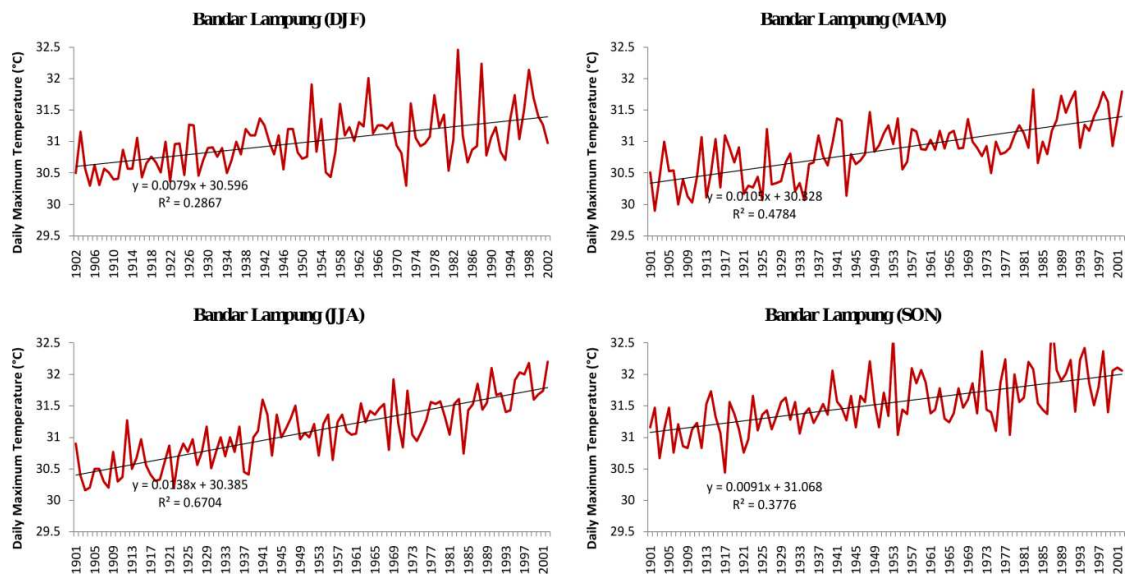 Bandar Lampung (DJF)
Daily Maximum Temperature (°C)
32.5
32
31.5
31
30.5
30
29.5
y = 0.0079x + 30.596
R² = 0.2867
1902 1906 1910 1914 1918 1922 1926 1930 1934 1938 1942 1946 1950 1954 1958 1962 1966 1970 1974 1978 1982 1986 1990 1994 1998 2002
Bandar Lampung (MAM)
Daily Maximum Temperature (°C)
32.5
32
31.5
31
30.5
30
29.5
y = 0.0105x + 30.328
R² = 0.4784
1901 1905 1909 1913 1917 1921 1925 1929 1933 1937 1941 1945 1949 1953 1957 1961 1965 1969 1973 1977 1981 1985 1989 1993 1997 2001
Bandar Lampung (JJA)
Daily Maximum Temperature (°C)
32.5
32
31.5
31
30.5
30
29.5
y = 0.0138x + 30.385
R² = 0.6704
1901 1905 1909 1913 1917 1921 1925 1929 1933 1937 1941 1945 1949 1953 1957 1961 1965 1969 1973 1977 1981 1985 1989 1993 1997 2001
Bandar Lampung (SON)
Daily Maximum Temperature (°C)
32.5
32
31.5
31
30.5
30
29.5
y = 0.0091x + 31.068
R² = 0.3776
1901 1905 1909 1913 1917 1921 1925 1929 1933 1937 1941 1945 1949 1953 1957 1961 1965 1969 1973 1977 1981 1985 1989 1993 1997 2001